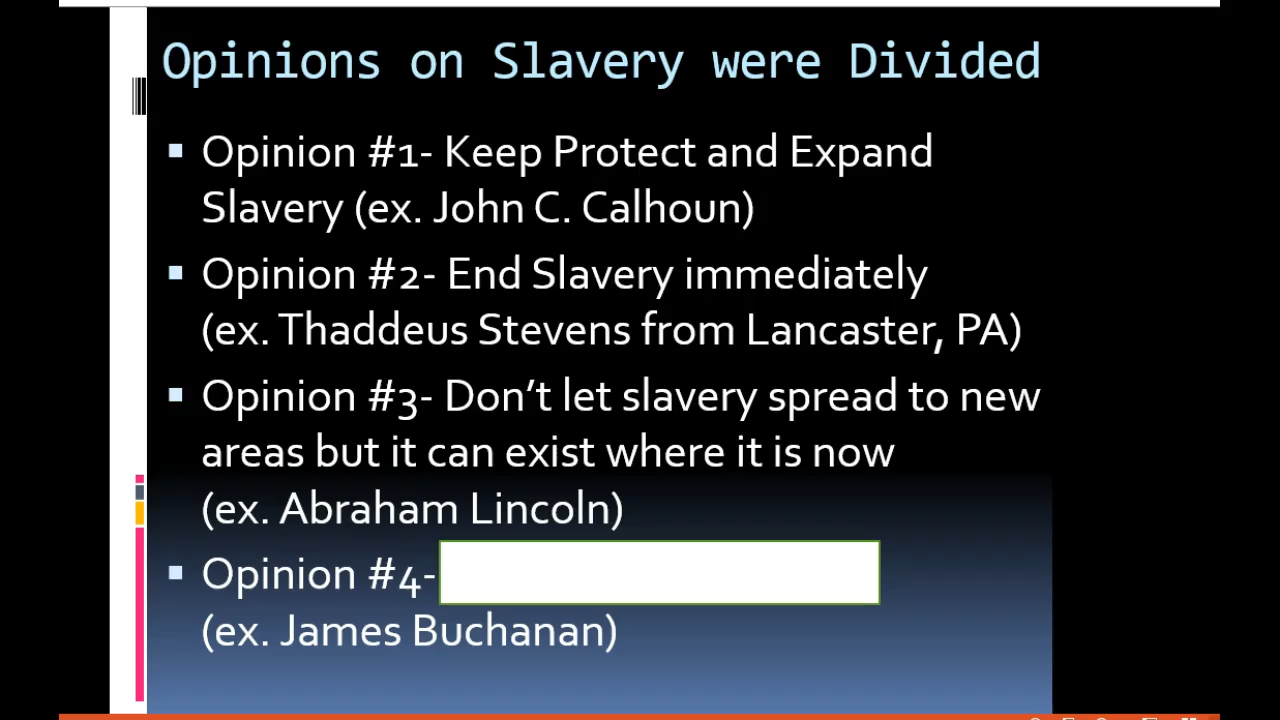 Opinions on Slavery were Divided
Opinion #1- Keep Protect and Expand
Slavery (ex. John C. Calhoun)
Opinion #2- End Slavery immediately
(ex. Thaddeus Stevens from Lancaster, PA)
Opinion #3- Don’t let slavery spread to new
areas but it can exist where it is now
(ex. Abraham Lincoln)
Opinion #4-
(ex. James Buchanan)